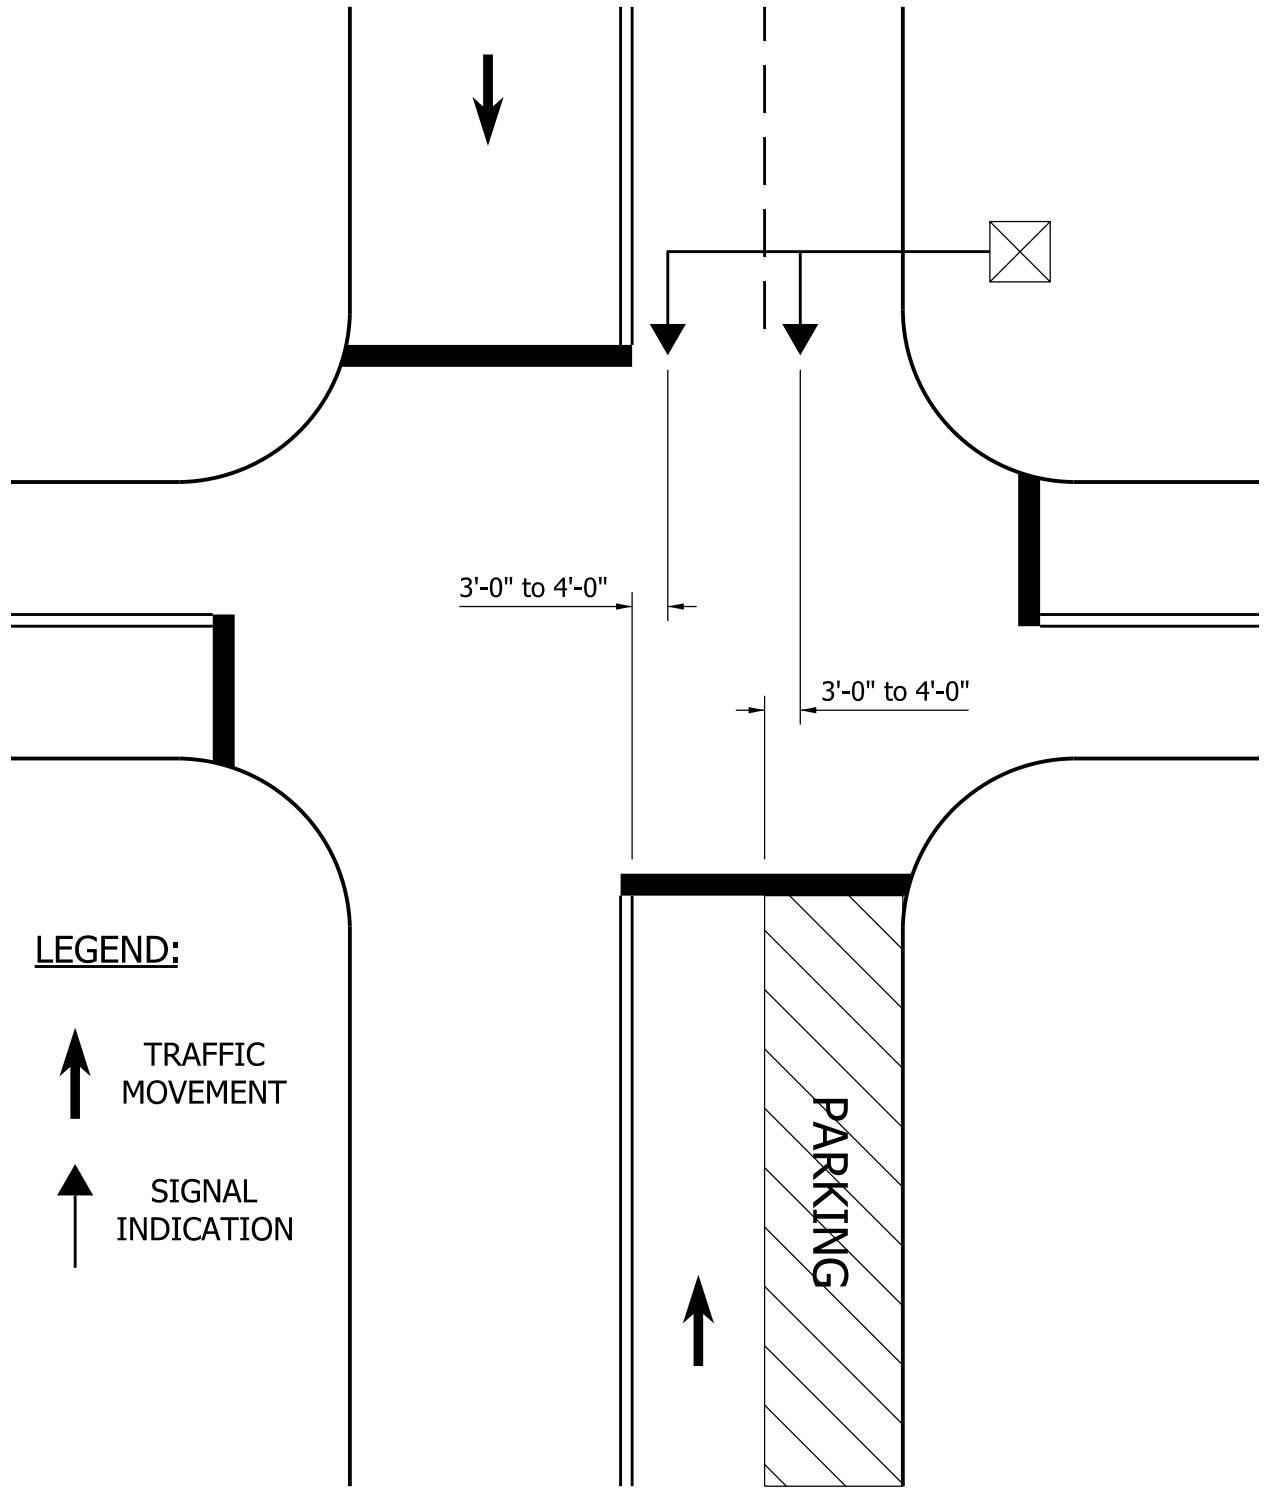 3'-0" to 4'-0"
3'-0" to 4'-0"
LEGEND:
TRAFFIC
MOVEMENT
SIGNAL
INDICATION
PARKING